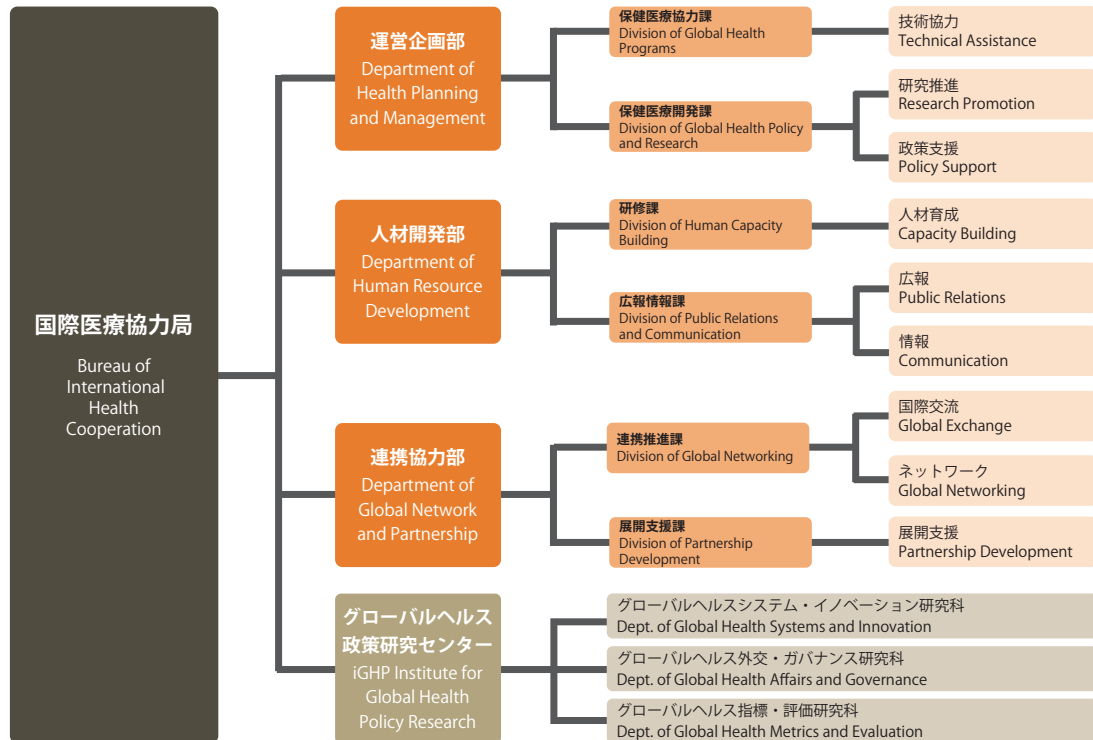 国際医療協力局
Bureau of
International
Health
Cooperation
運営企画部
Department of
Health Planning
and Management
保健医療協力課
Division of Global Health
Programs
技術協力
Technical Assistance
保健医療開発課
Division of Global Health Policy
and Research
研究推進
Research Promotion
政策支援
Policy Support
人材開発部
Department of
Human Resource
Development
研修課
Division of Human Capacity
Building
人材育成
Capacity Building
広報情報課
Division of Public Relations
and Communication
広報
Public Relations
情報
Communication
連携協力部
Department of
Global Network
and Partnership
連携推進課
Division of Global Networking
国際交流
Global Exchange
ネットワーク
Global Networking
展開支援課
Division of Partnership
Development
展開支援
Partnership Development
グローバルヘルス
政策研究センター
iGHP Institute for
Global Health
Policy Research
グローバルヘルスシステム・イノベーション研究科
Dept. of Global Health Systems and Innovation
グローバルヘルス外交・ガバナンス研究科
Dept. of Global Health Affairs and Governance
グローバルヘルス指標・評価研究科
Dept. of Global Health Metrics and Evaluation